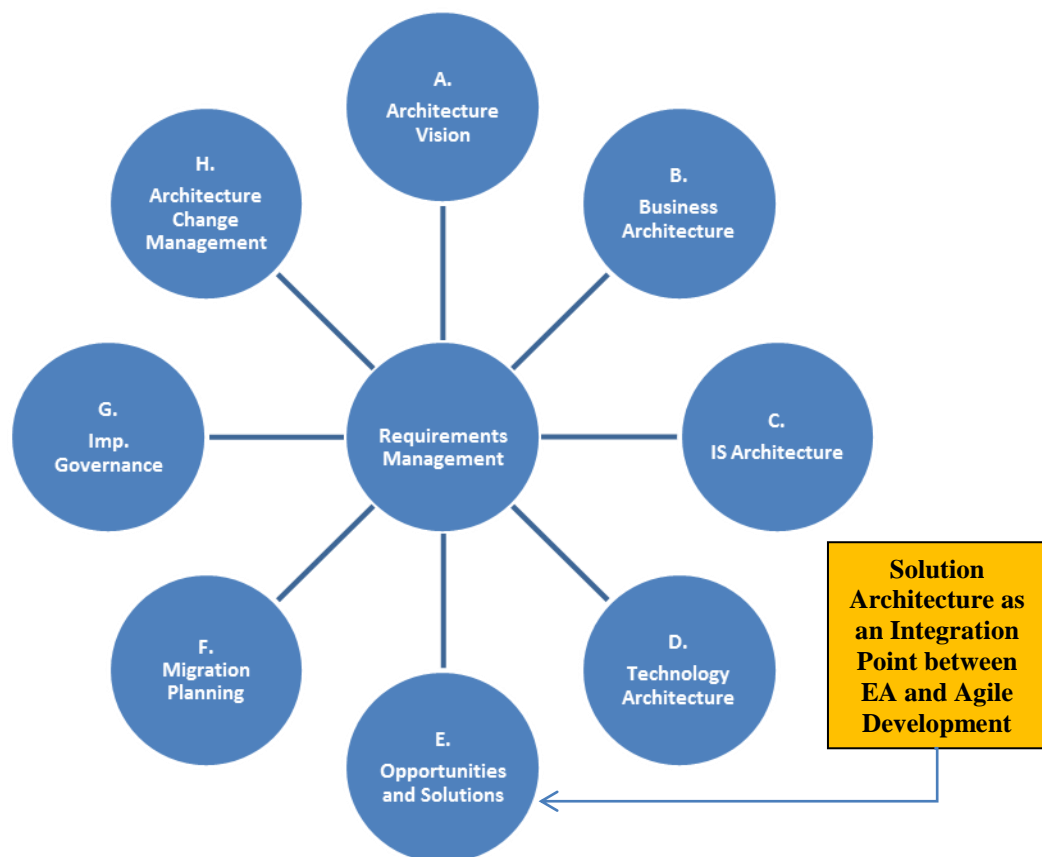 A.
Architecture
Vision
B.
Business
Architecture
C.
IS Architecture
D.
Technology
Architecture
E.
Opportunities
and Solutions
F.
Migration
Planning
G.
Imp.
Governance
H.
Architecture
Change
Management
Requirements
Management
Solution
Architecture as
an Integration
Point between
EA and Agile
Development